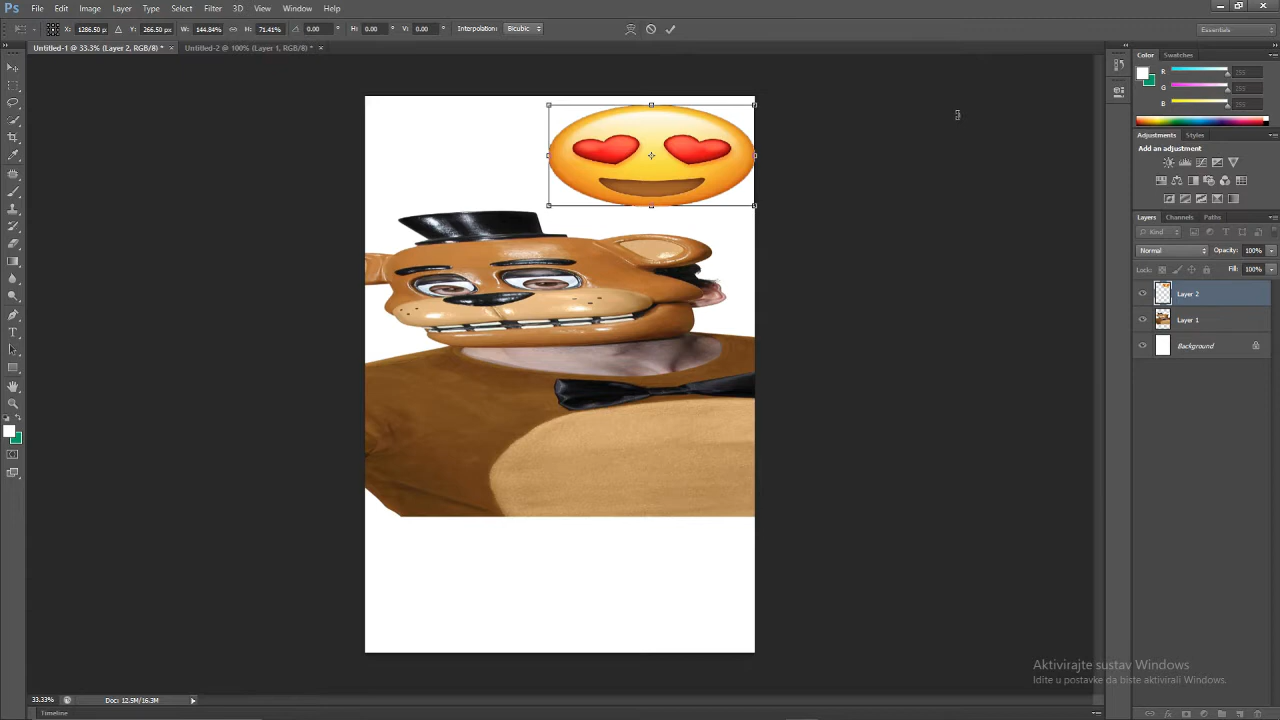 Ps File Edit Image Layer Type Select Filter 3D View Window Help
X: 1286.50 px Y: 266.50 px W: 144.84% H: 71.41% 0.00 ° H: 0.00 ° V: 0.00 ° Interpolation: Bicubic Essentials
Untitled-1 @ 33.3% (Layer 2, RGB/8) * × Untitled-2 @ 100% (Layer 1, RGB/8) * ×
Color Swatches
R 255
G 255
B 255
Adjustments Styles
Add an adjustment
Layers Channels Paths
Kind
Normal Opacity: 100%
Lock: Fill: 100%
Layer 2
Layer 1
Background
Aktivirajte sustav Windows
Idite u postavke da biste aktivirali Windows.
33.33% Doc: 12.5M/16.3M
Timeline